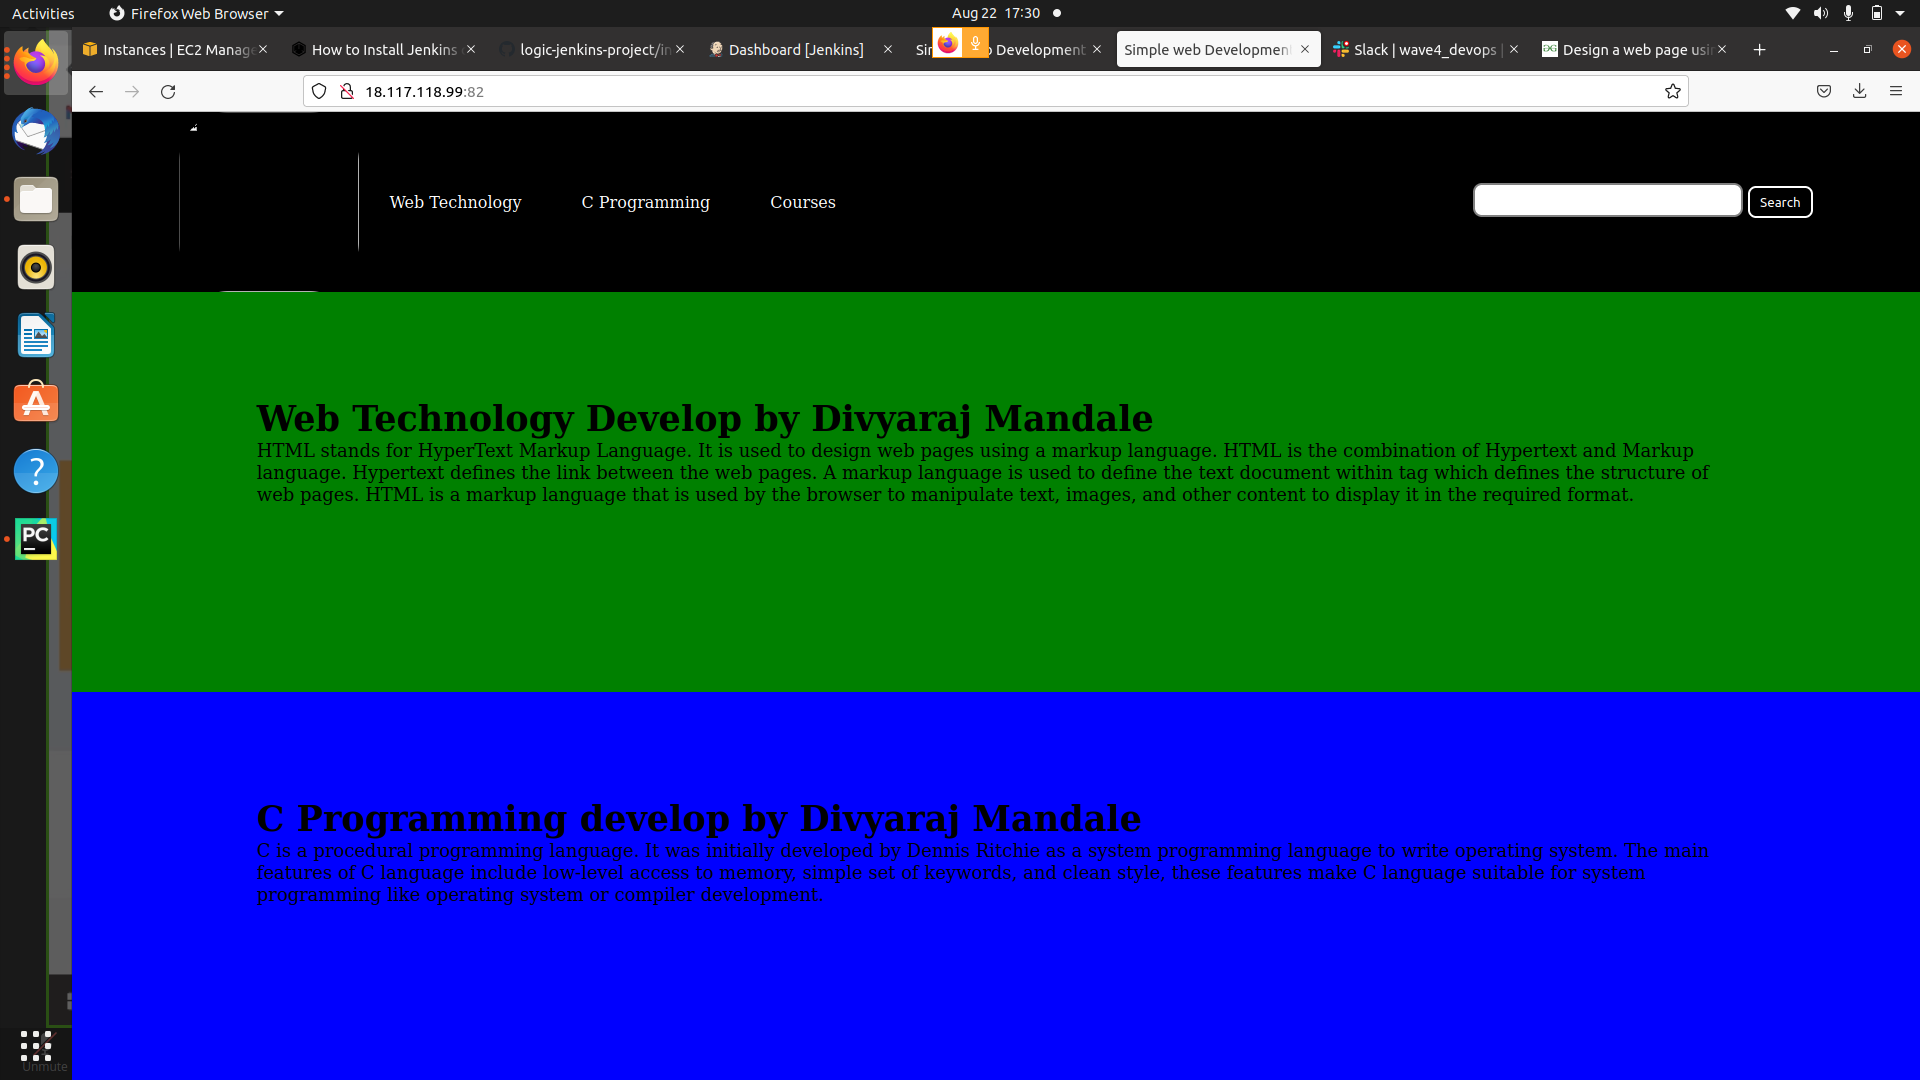 Activities
Firefox Web Browser
Aug 22 17:30
Instances | EC2 Manage
How to Install Jenkins
logic-jenkins-project/in
Dashboard [Jenkins]
Development
Simple web Development
Slack | wave4_devops |
Design a web page usin
18.117.118.99:82
Web Technology
C Programming
Courses
Search
Web Technology Develop by Divyaraj Mandale
HTML stands for HyperText Markup Language. It is used to design web pages using a markup language. HTML is the combination of Hypertext and Markup
language. Hypertext defines the link between the web pages. A markup language is used to define the text document within tag which defines the structure of
web pages. HTML is a markup language that is used by the browser to manipulate text, images, and other content to display it in the required format.
C Programming develop by Divyaraj Mandale
C is a procedural programming language. It was initially developed by Dennis Ritchie as a system programming language to write operating system. The main
features of C language include low-level access to memory, simple set of keywords, and clean style, these features make C language suitable for system
programming like operating system or compiler development.
PC
Unmute